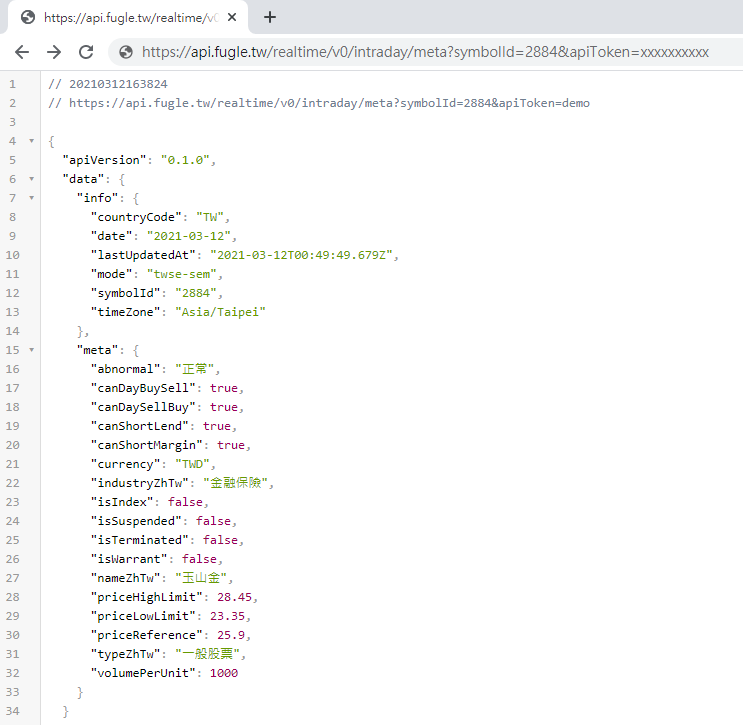 https://api.fugle.tw/realtime/v0
https://api.fugle.tw/realtime/v0/intraday/meta?symbolId=2884&apiToken=xxxxxxxxxx
1 // 20210312163824
2 // https://api.fugle.tw/realtime/v0/intraday/meta?symbolId=2884&apiToken=demo
3
4 {
5 "apiVersion": "0.1.0",
6 "data": {
7 "info": {
8 "countryCode": "TW",
9 "date": "2021-03-12",
10 "lastUpdatedAt": "2021-03-12T00:49:49.679Z",
11 "mode": "twse-sem",
12 "symbolId": "2884",
13 "timeZone": "Asia/Taipei"
14 },
15 "meta": {
16 "abnormal": "正常",
17 "canDayBuySell": true,
18 "canDaySellBuy": true,
19 "canShortLend": true,
20 "canShortMargin": true,
21 "currency": "TWD",
22 "industryZhTw": "金融保險",
23 "isIndex": false,
24 "isSuspended": false,
25 "isTerminated": false,
26 "isWarrant": false,
27 "nameZhTw": "玉山金",
28 "priceHighLimit": 28.45,
29 "priceLowLimit": 23.35,
30 "priceReference": 25.9,
31 "typeZhTw": "一般股票",
32 "volumePerUnit": 1000
33 }
34 }